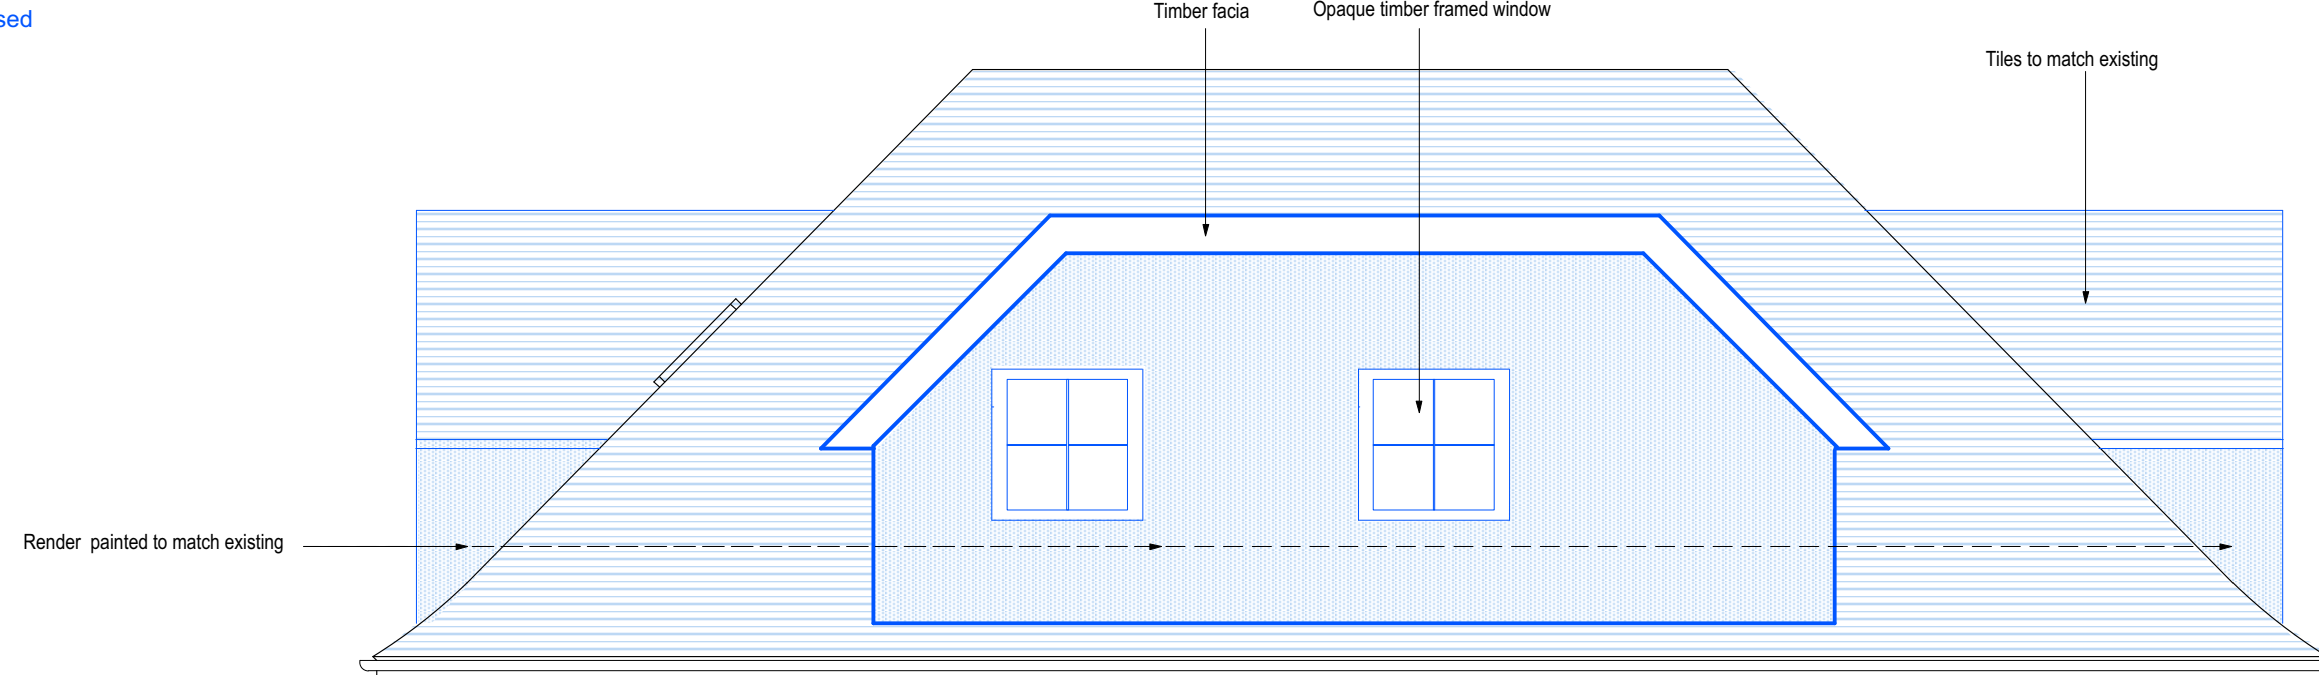 sed
Timber facia
Opaque timber framed window
Tiles to match existing
Render painted to match existing